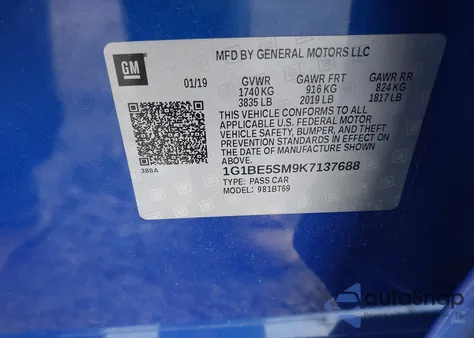 GM
MFD BY GENERAL MOTORS LLC
01/19
GVWR GAWR FRT GAWR RR
1740 KG 916 KG 824 KG
3835 LB 2019 LB 1817 LB
THIS VEHICLE CONFORMS TO ALL
APPLICABLE U.S. FEDERAL MOTOR
VEHICLE SAFETY, BUMPER, AND THEFT
PREVENTION STANDARDS IN EFFECT ON
THE DATE OF MANUFACTURE SHOWN
ABOVE.
388A
1G1BE5SM9K7137688
TYPE: PASS CAR
MODEL: 981BT69
autoSnap